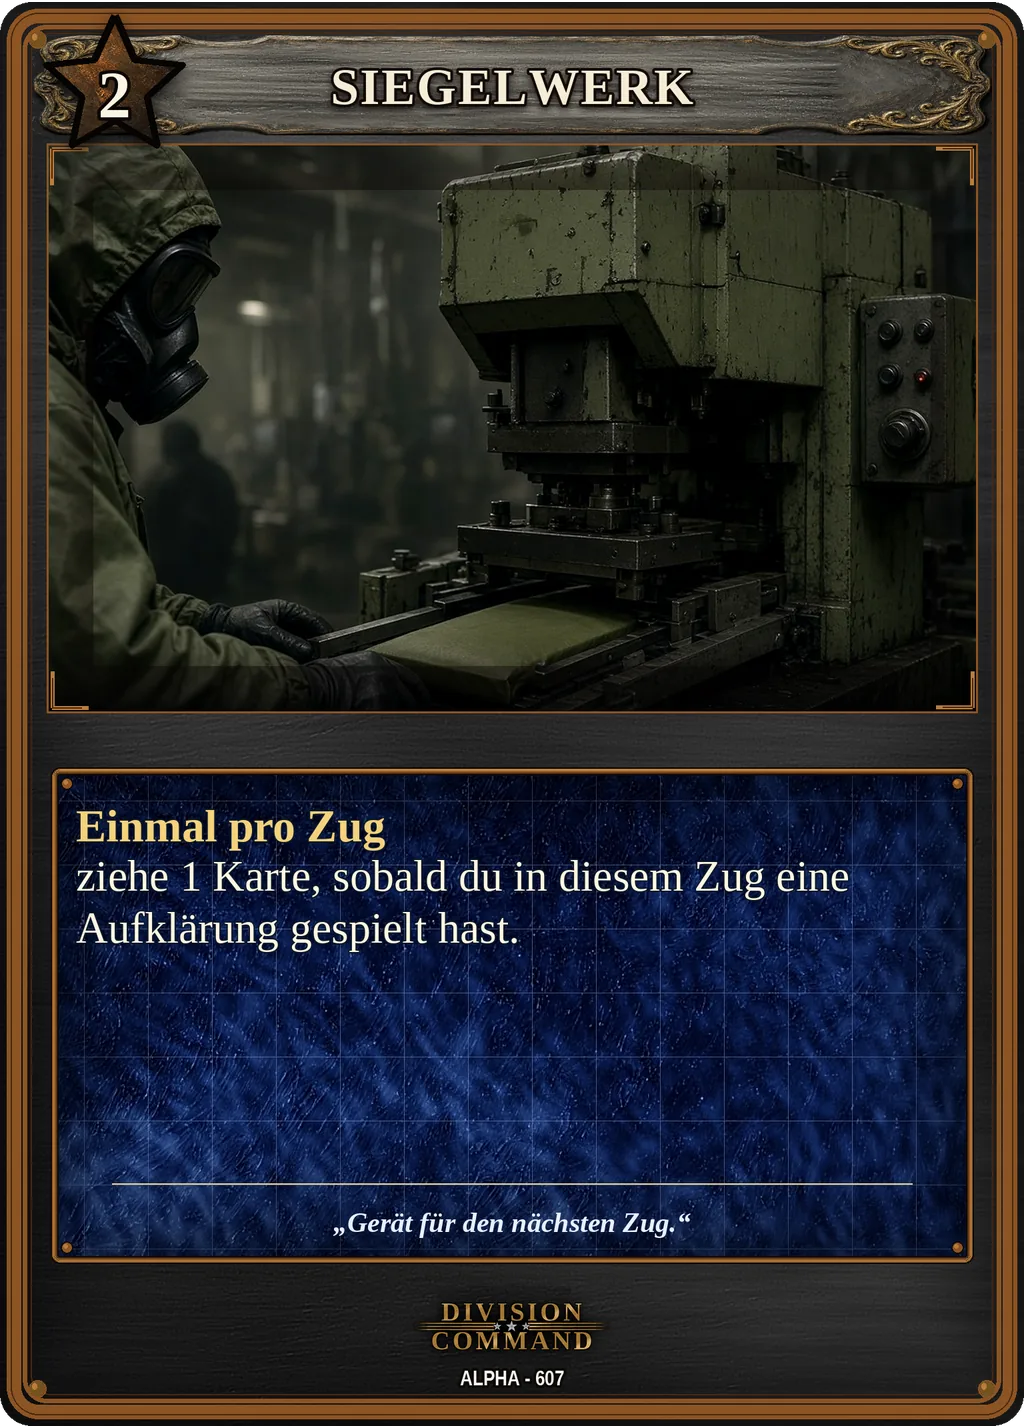 2
SIEGELWERK
Einmal pro Zug
ziehe 1 Karte, sobald du in diesem Zug eine
Aufklärung gespielt hast.
„Gerät für den nächsten Zug.“
DIVISION
COMMAND
ALPHA - 607